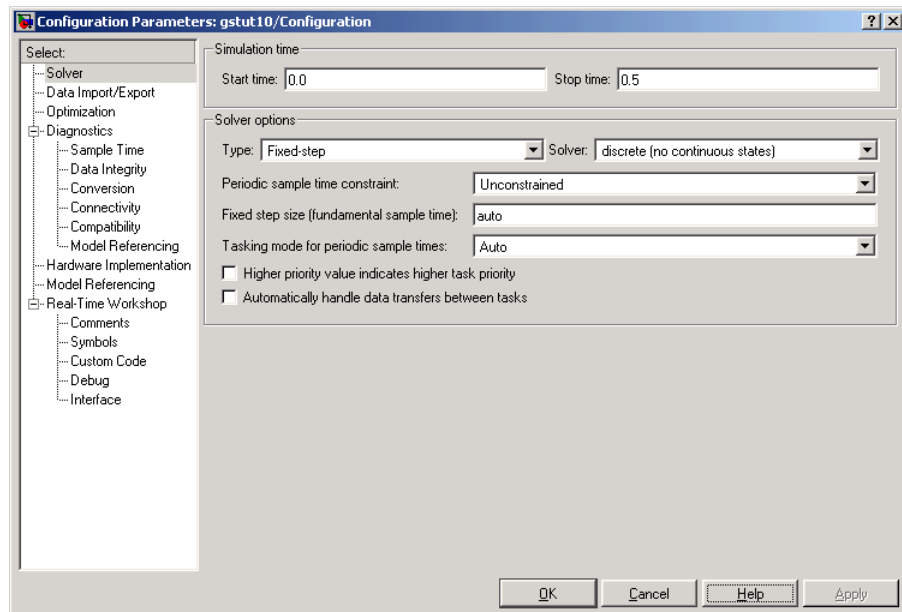 Configuration Parameters: gstut10/Configuration
Select:
Solver
Data Import/Export
Optimization
Diagnostics
Sample Time
Data Integrity
Conversion
Connectivity
Compatibility
Model Referencing
Hardware Implementation
Model Referencing
Real-Time Workshop
Comments
Symbols
Custom Code
Debug
Interface
Simulation time
Start time: 0.0 Stop time: 0.5
Solver options
Type: Fixed-step Solver: discrete (no continuous states)
Periodic sample time constraint: Unconstrained
Fixed step size (fundamental sample time): auto
Tasking mode for periodic sample times: Auto
Higher priority value indicates higher task priority
Automatically handle data transfers between tasks
OK Cancel Help Apply